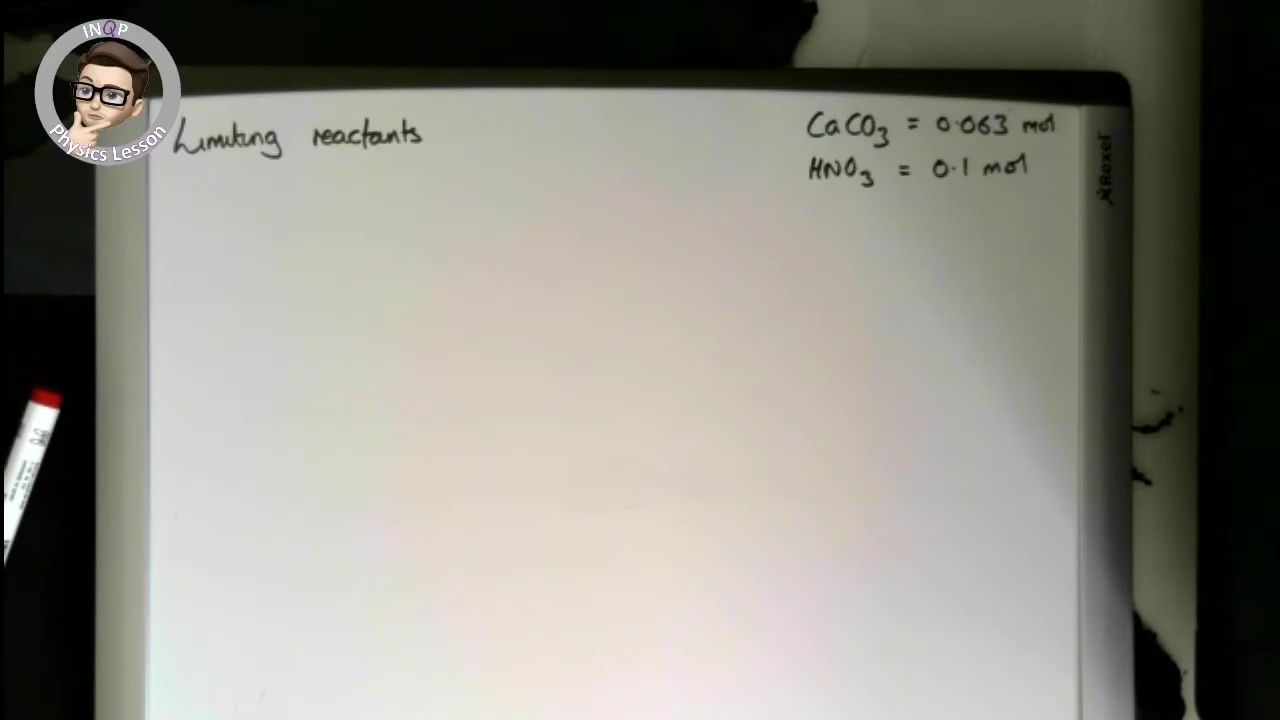 INQP
Physics Lesson
Limiting reactants
CaCO₃ = 0.063 mol
HNO₃ = 0.1 mol
Rexel